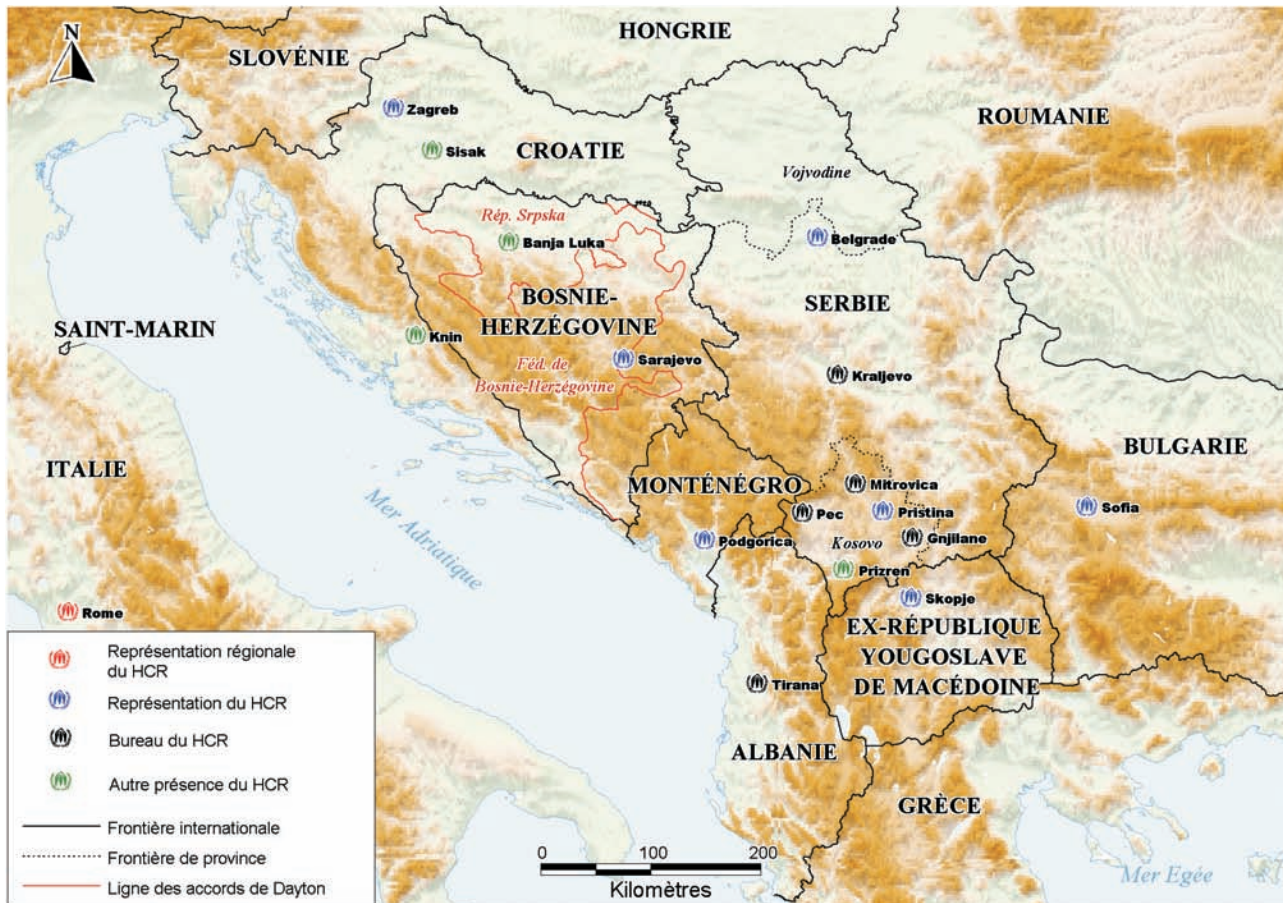 N
HONGRIE
SLOVÉNIE
ROUMANIE
Zagreb
Sisak
CROATIE
Vojvodine
Rép. Srpska
Banja Luka
Belgrade
BOSNIE-
HERZÉGOVINE
SERBIE
SAINT-MARIN
Knin
Sarajevo
Féd. de
Bosnie-Herzégovine
Kraljevo
BULGARIE
ITALIE
MONTÉNÉGRO
Mitrovica
Mer Adriatique
Pec
Pristina
Sofia
Podgorica
Kosovo
Gnjilane
Prizren
Rome
Skopje
EX-RÉPUBLIQUE
YOUGOSLAVE
DE MACÉDOINE
Tirana
ALBANIE
GRÈCE
Mer Egée
Représentation régionale
du HCR
Représentation du HCR
Bureau du HCR
Autre présence du HCR
Frontière internationale
Frontière de province
Ligne des accords de Dayton
0 100 200
Kilomètres